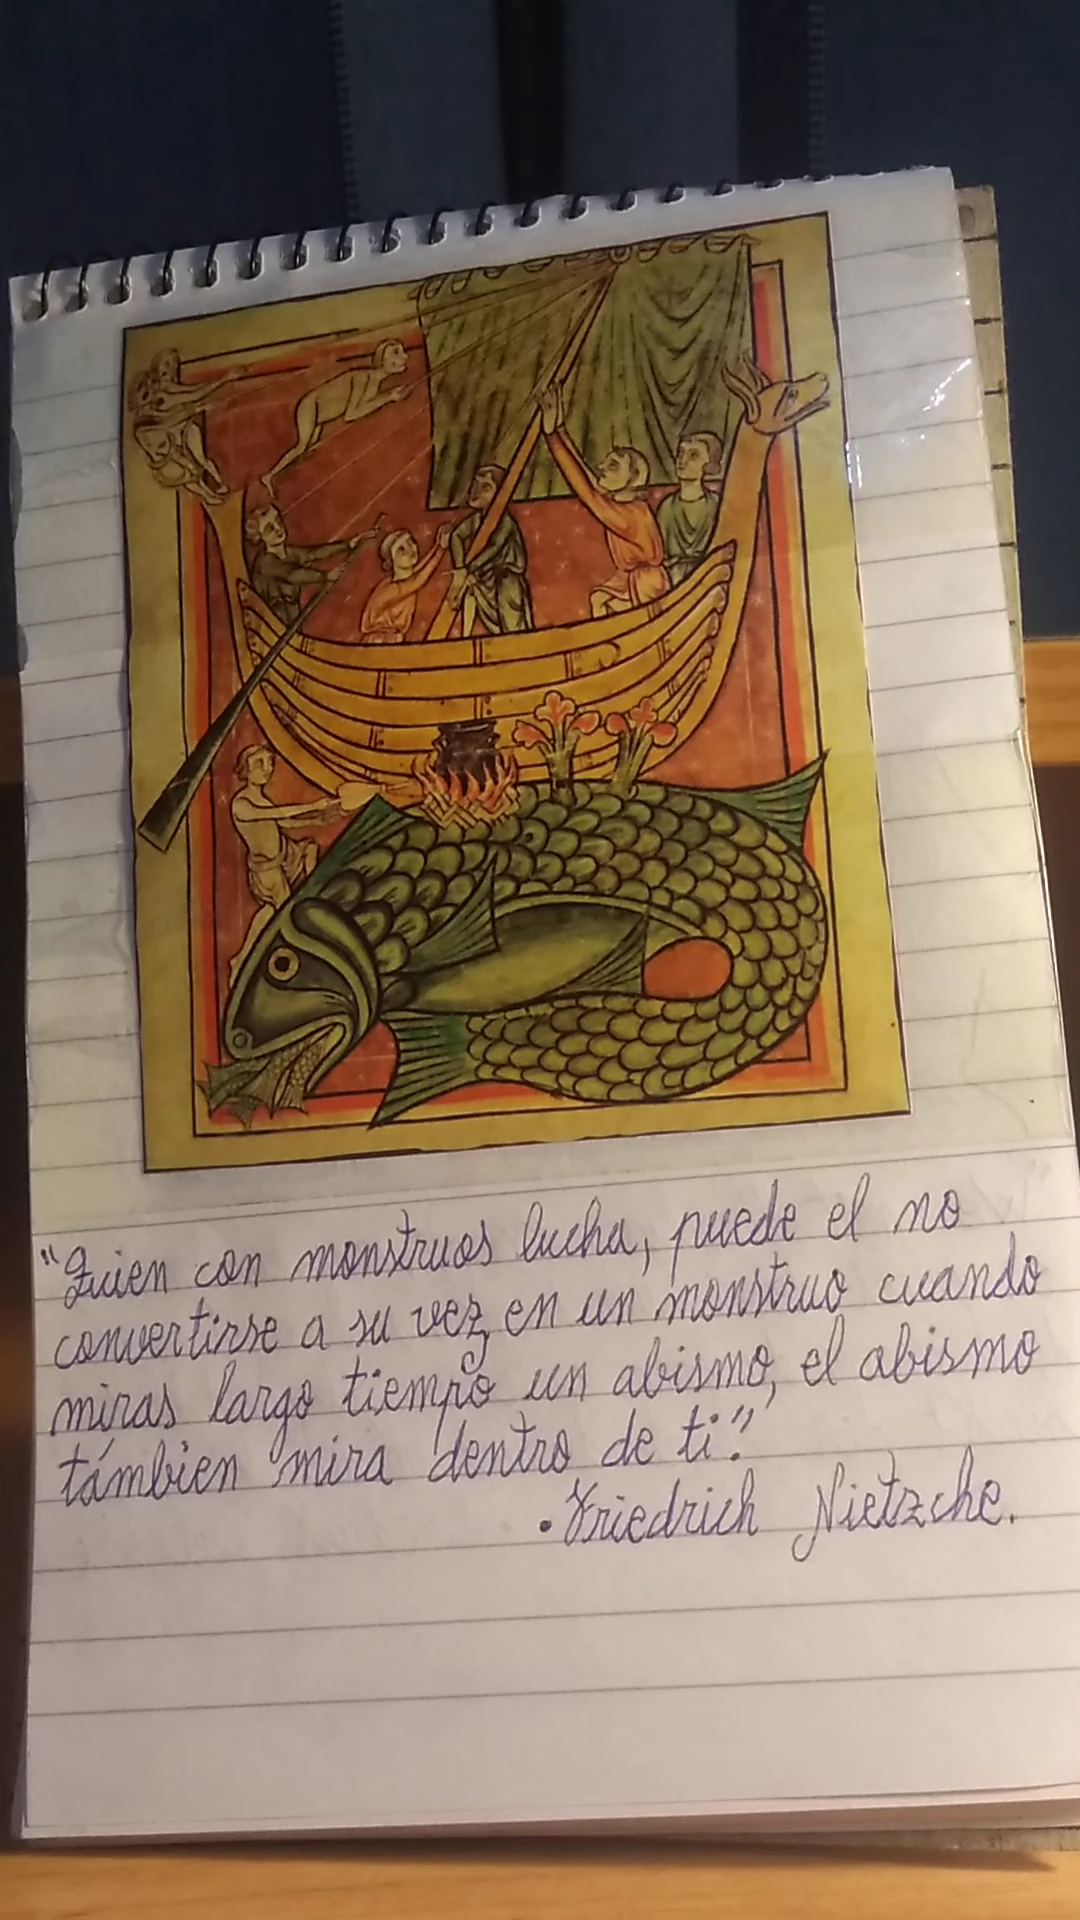 "Quien con monstruos lucha, puede el no
convertirse a su vez, en un monstruo cuando
miras largo tiempo un abismo, el abismo
támbien mira dentro de ti."
• Friedrich Nietzche.